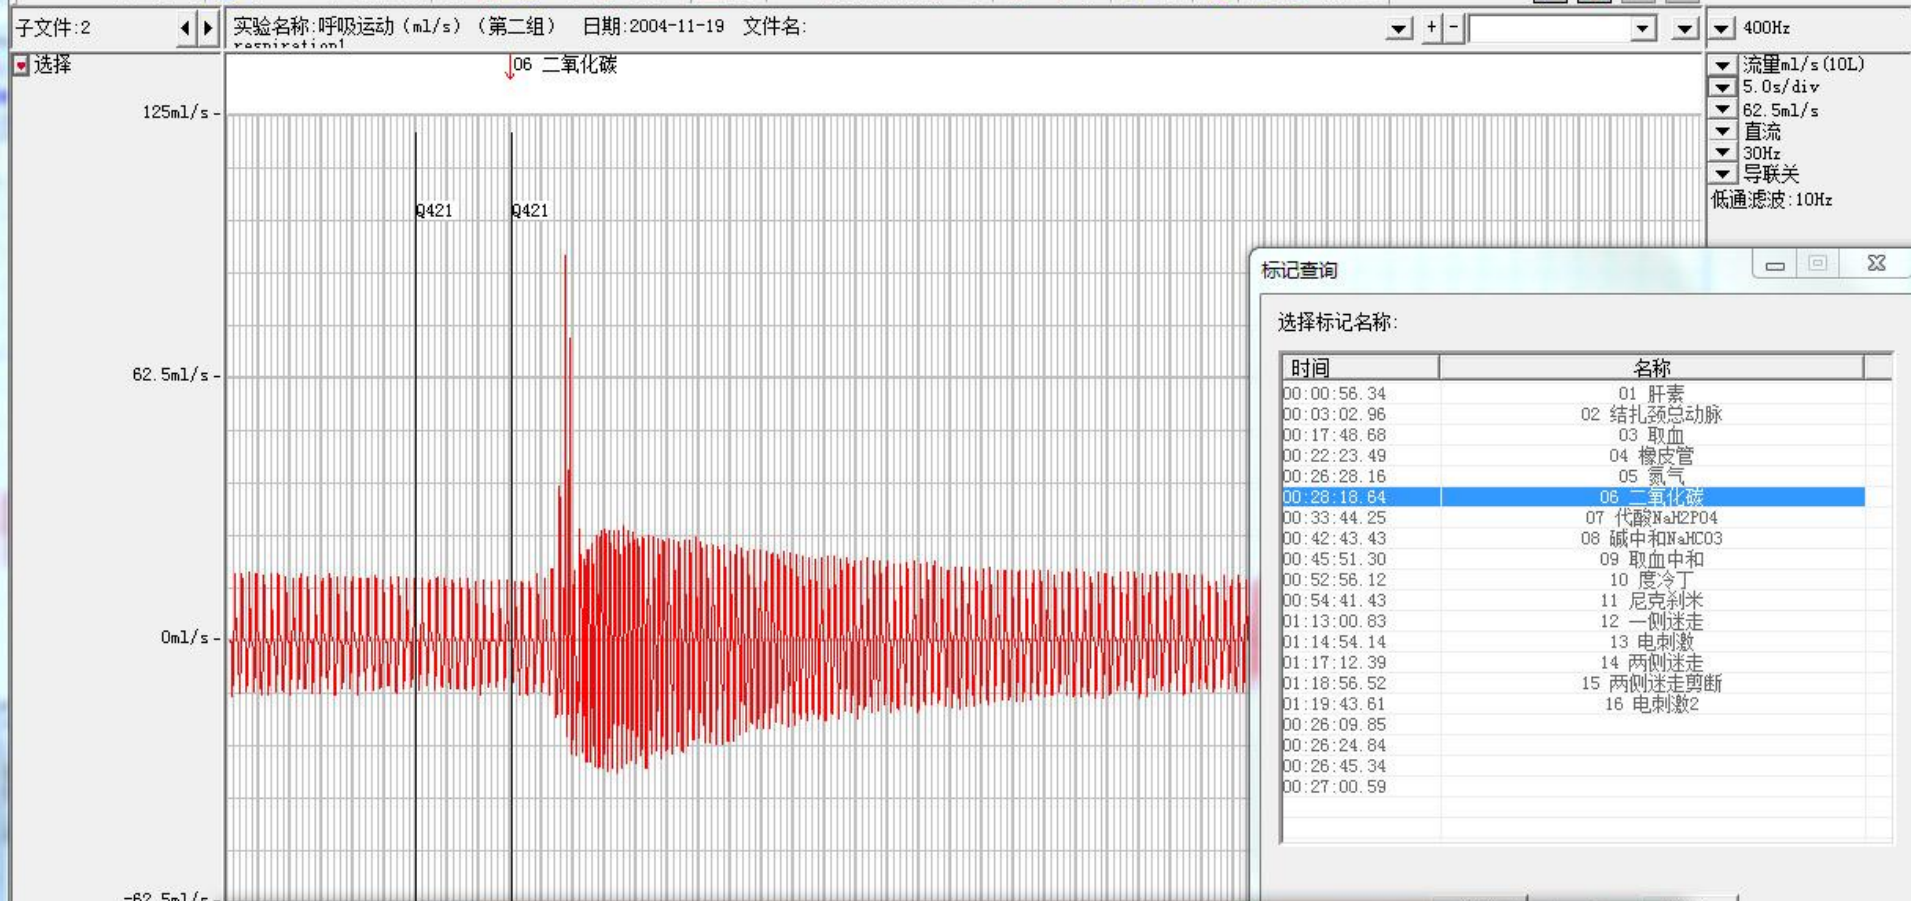 子文件:2
实验名称:呼吸运动(ml/s)(第二组) 日期:2004-11-19 文件名:
respiration1
+ -
400Hz
选择
06 二氧化碳
流量ml/s(10L)
5.0s/div
62.5ml/s
直流
30Hz
导联关
低通滤波:10Hz
125ml/s
62.5ml/s
0ml/s
-62.5ml/s
Q421
Q421
标记查询
选择标记名称:
时间 名称
00:00:56.34 01 肝素
00:03:02.96 02 结扎颈总动脉
00:17:48.68 03 取血
00:22:23.49 04 橡皮管
00:26:28.16 05 氮气
00:28:18.64 06 二氧化碳
00:33:44.25 07 代酸NaH2PO4
00:42:43.43 08 碱中和NaHCO3
00:45:51.30 09 取血中和
00:52:56.12 10 度冷丁
00:54:41.43 11 尼克刹米
01:13:00.83 12 一侧迷走
01:14:54.14 13 电刺激
01:17:12.39 14 两侧迷走
01:18:56.52 15 两侧迷走剪断
01:19:43.61 16 电刺激2
00:26:09.85
00:26:24.84
00:26:45.34
00:27:00.59